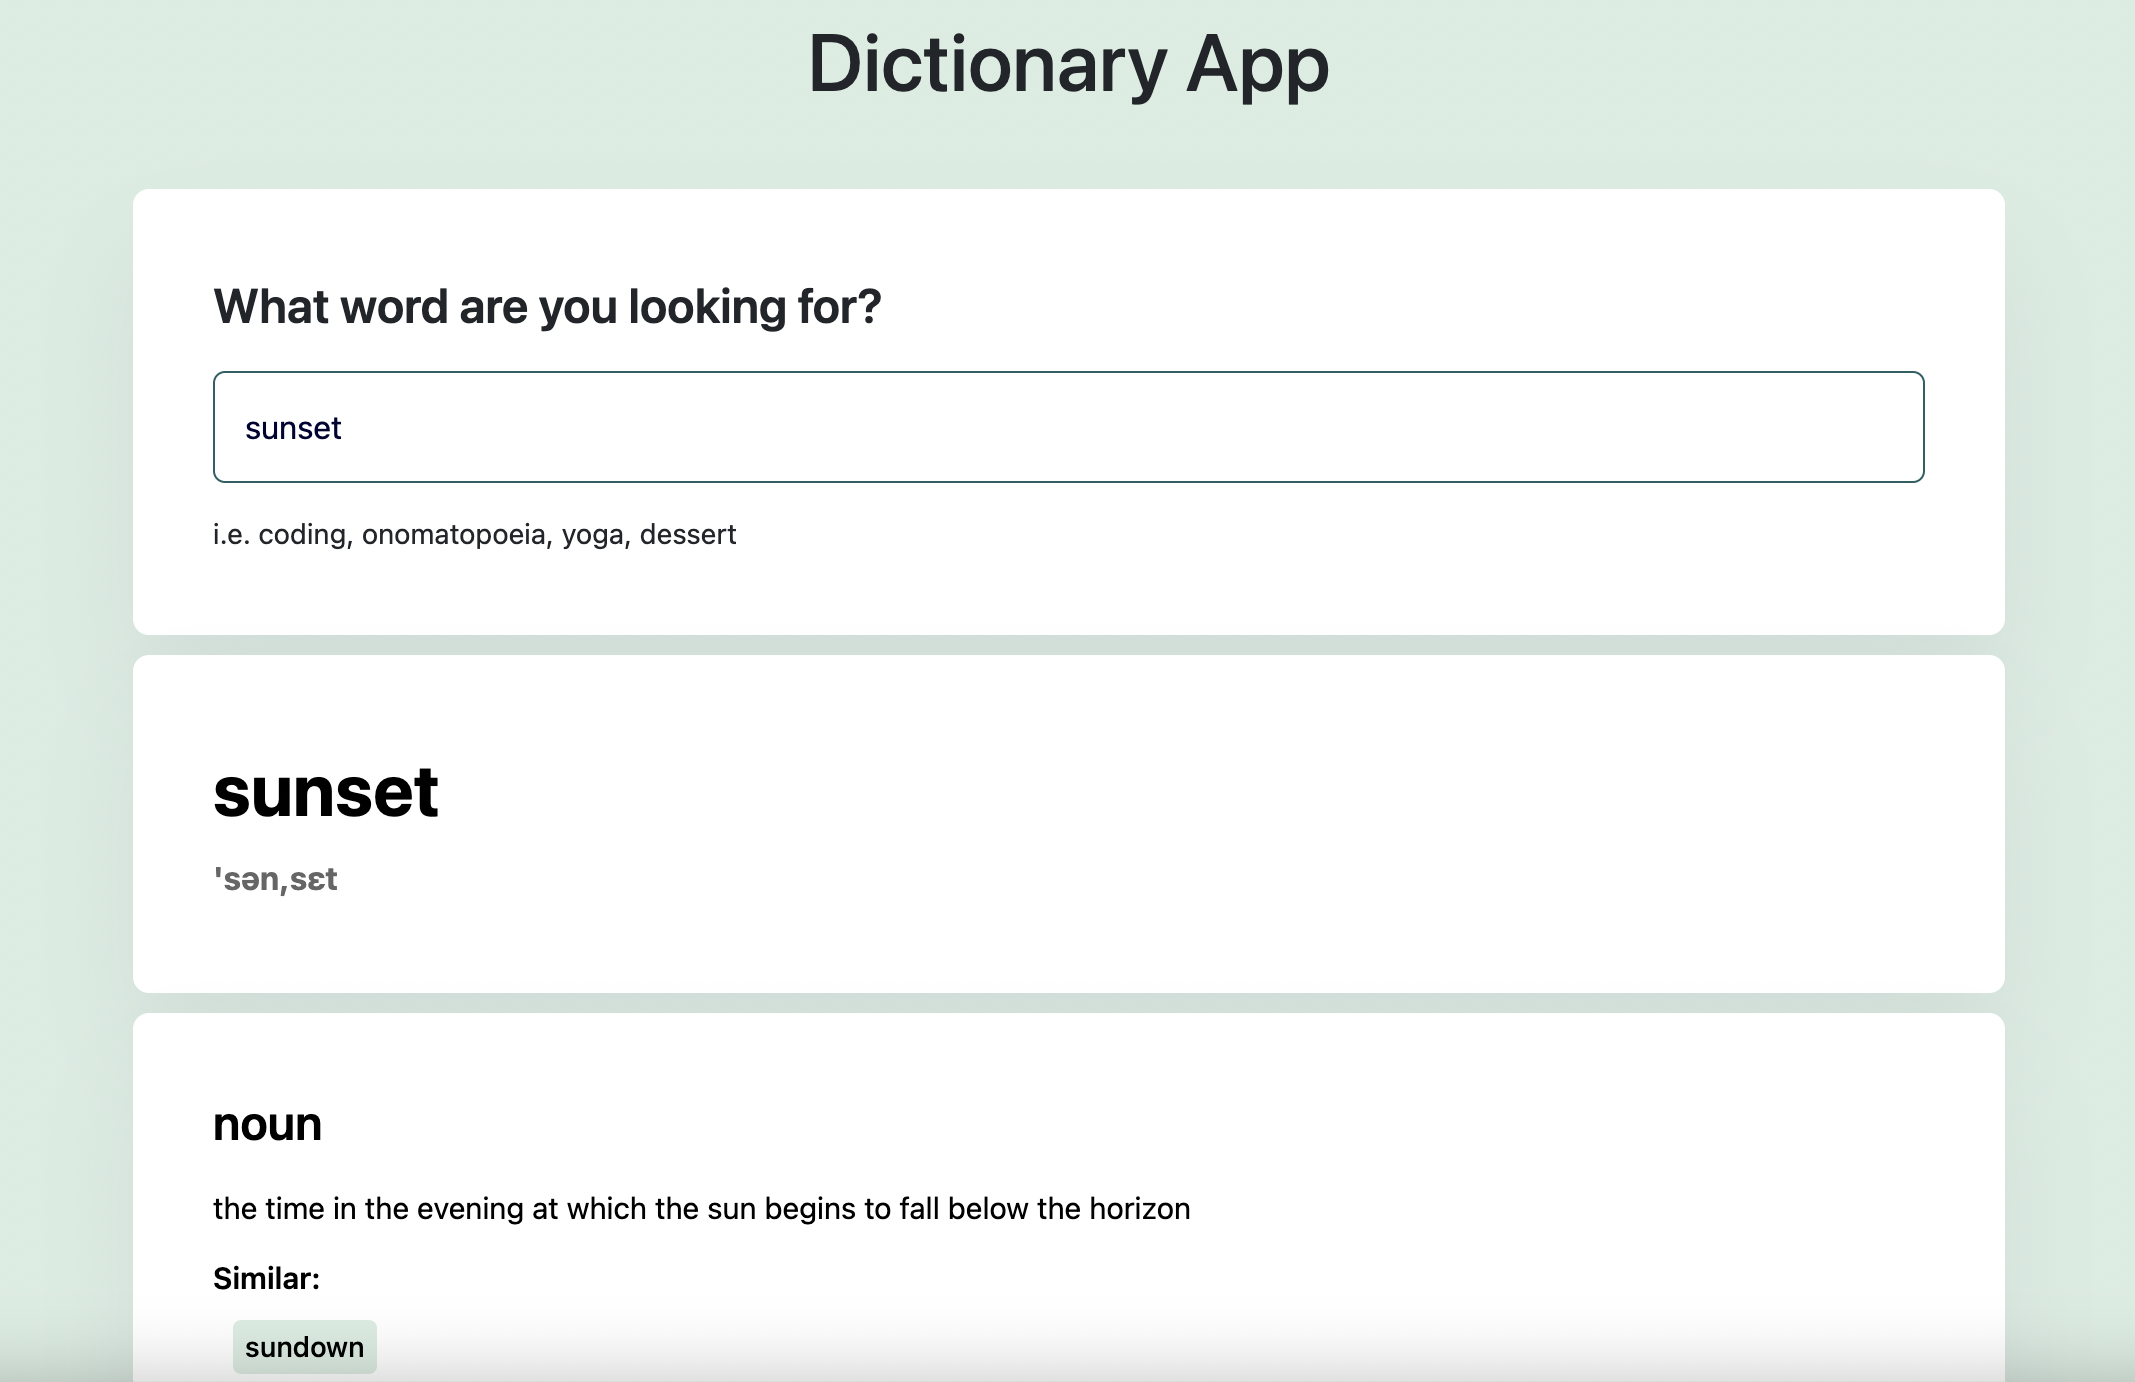 Dictionary App
What word are you looking for?
sunset
i.e. coding, onomatopoeia, yoga, dessert
sunset
'sən,sɛt
noun
the time in the evening at which the sun begins to fall below the horizon
Similar:
sundown